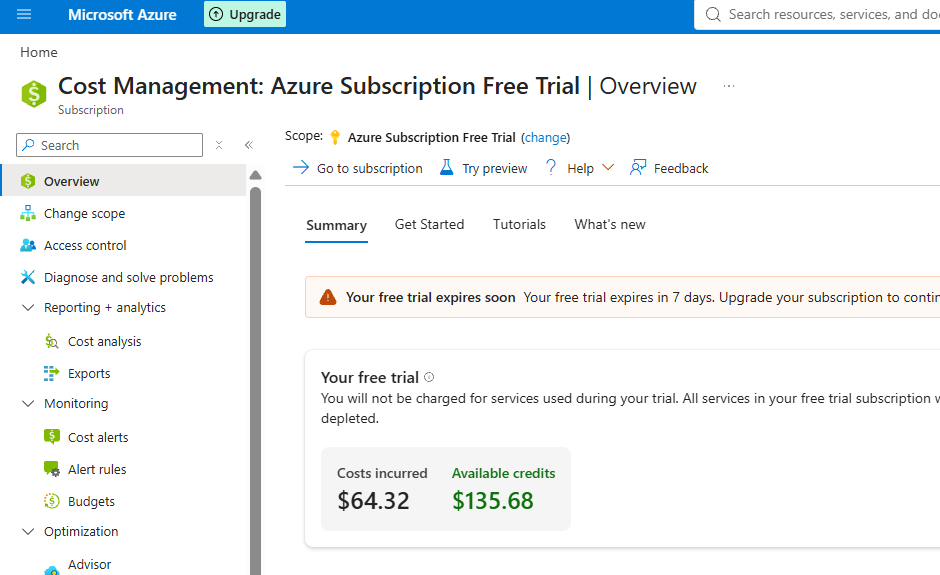 Microsoft Azure
Upgrade
Search resources, services, and do
Home
Cost Management: Azure Subscription Free Trial | Overview
...
Subscription
Search
Scope: Azure Subscription Free Trial (change)
Go to subscription
Try preview
Help
Feedback
Overview
Change scope
Access control
Diagnose and solve problems
Reporting + analytics
Cost analysis
Exports
Monitoring
Cost alerts
Alert rules
Budgets
Optimization
Advisor
Summary
Get Started
Tutorials
What's new
Your free trial expires soon Your free trial expires in 7 days. Upgrade your subscription to contin
Your free trial
You will not be charged for services used during your trial. All services in your free trial subscription w
depleted.
Costs incurred
$64.32
Available credits
$135.68